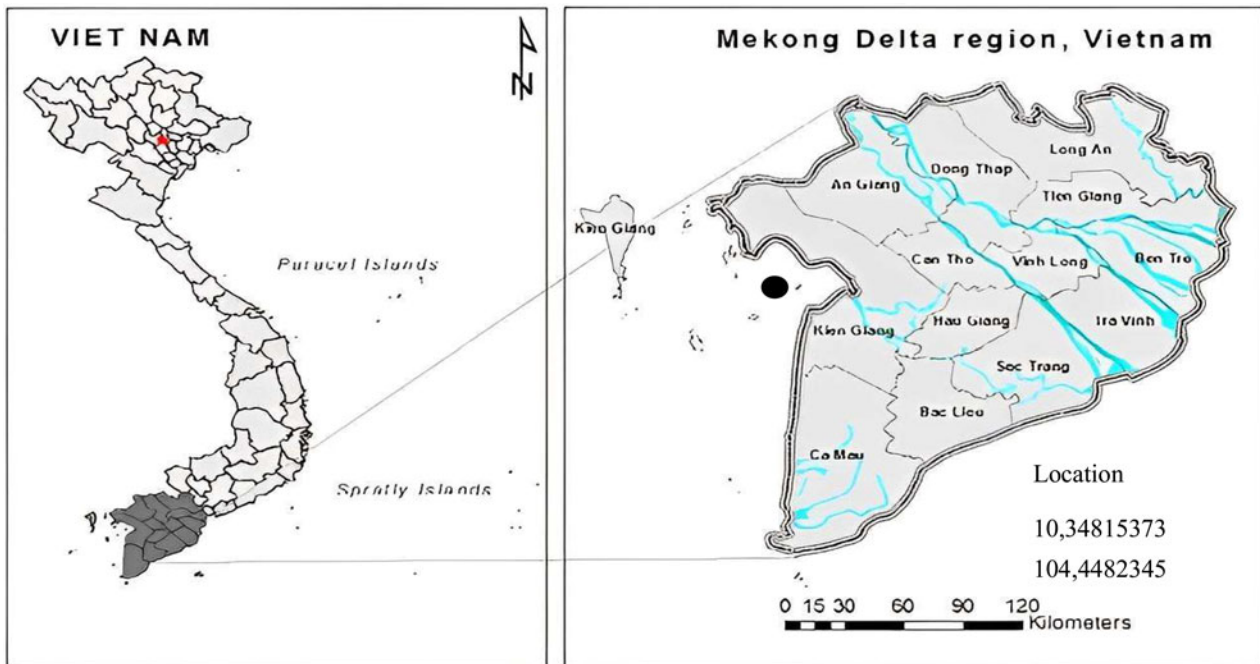 VIET NAM
N
Paracel Islands
Spratly Islands
Mekong Delta region, Vietnam
Long An
Dong Thap
An Giang
Tien Giang
Kien Giang
Can Tho
Vinh Long
Ben Tre
Kien Giang
Hau Giang
Tra Vinh
Soc Trang
Bac Lieu
Ca Mau
Location
10,34815373
104,4482345
0 15 30 60 90 120
Kilometers